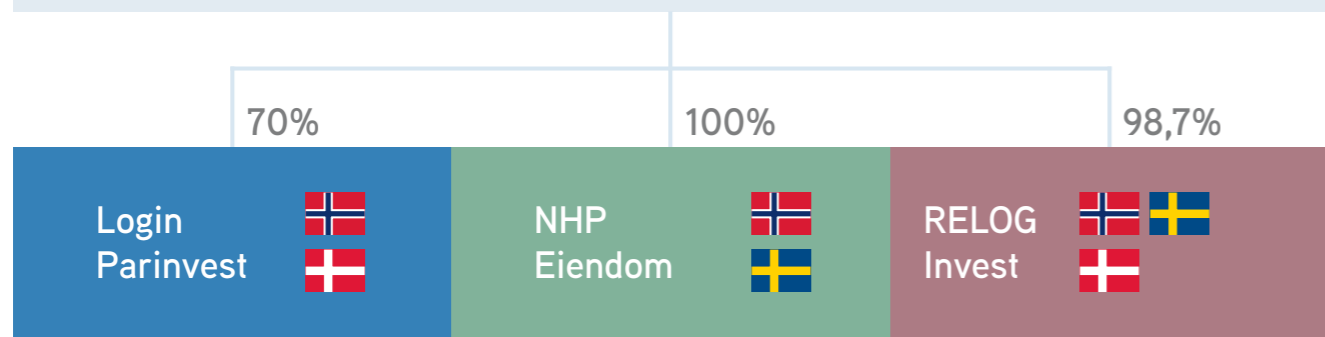 70%
100%
98,7%
Login
Parinvest
NHP
Eiendom
RELOG
Invest